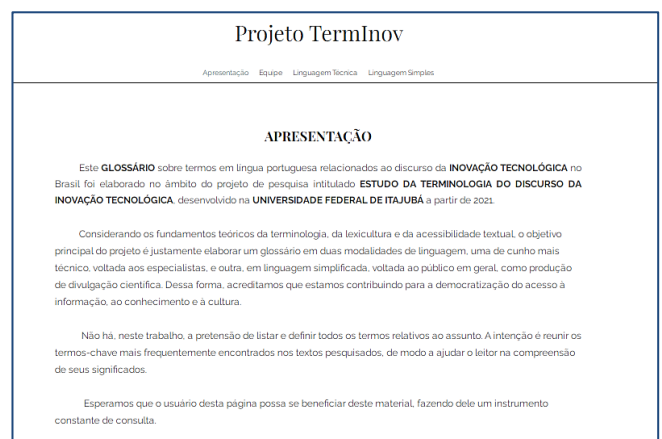 Projeto TermInov
Apresentação Equipe Linguagem Técnica Linguagem Simples
APRESENTAÇÃO
Este GLOSSÁRIO sobre termos em língua portuguesa relacionados ao discurso da INOVAÇÃO TECNOLÓGICA no
Brasil foi elaborado no âmbito do projeto de pesquisa intitulado ESTUDO DA TERMINOLOGIA DO DISCURSO DA
INOVAÇÃO TECNOLÓGICA, desenvolvido na UNIVERSIDADE FEDERAL DE ITAJUBÁ a partir de 2021.
Considerando os fundamentos teóricos da terminologia, da lexicultura e da acessibilidade textual, o objetivo
principal do projeto é justamente elaborar um glossário em duas modalidades de linguagem, uma de cunho mais
técnico, voltada aos especialistas, e outra, em linguagem simplificada, voltada ao público em geral, como produção
de divulgação científica. Dessa forma, acreditamos que estamos contribuindo para a democratização do acesso à
informação, ao conhecimento e à cultura.
Não há, neste trabalho, a pretensão de listar e definir todos os termos relativos ao assunto. A intenção é reunir os
termos-chave mais frequentemente encontrados nos textos pesquisados, de modo a ajudar o leitor na compreensão
de seus significados.
Esperamos que o usuário desta página possa se beneficiar deste material, fazendo dele um instrumento
constante de consulta.